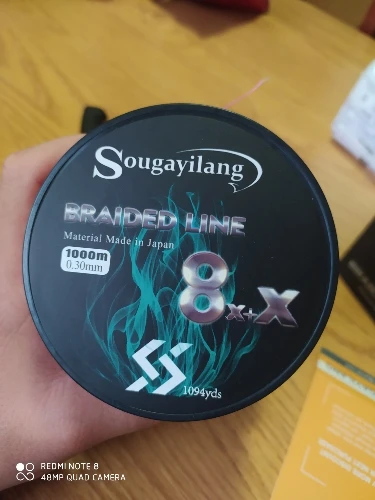 Sougayilang
BRAIDED LINE
Material Made in Japan
1000m
0.30mm
8x+X
1094yds
REDMI NOTE 8
48MP QUAD CAMERA